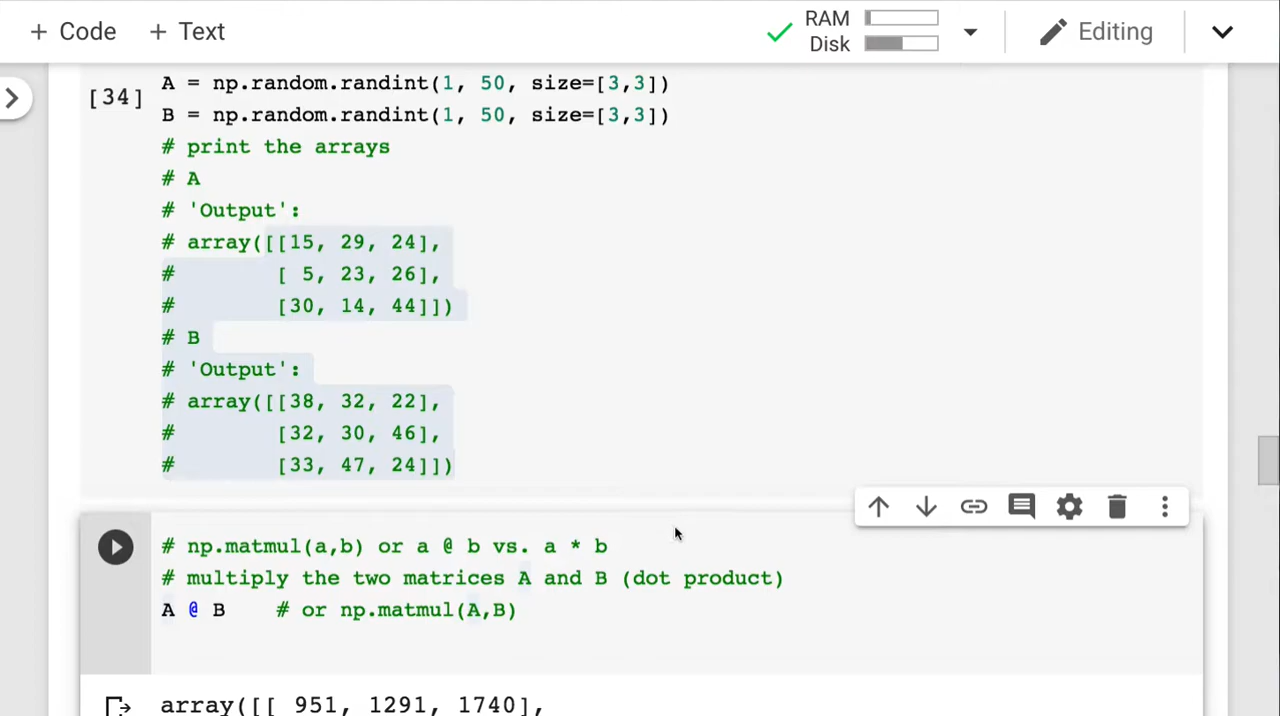 + Code + Text
RAM
Disk
Editing
[34]
A = np.random.randint(1, 50, size=[3,3])
B = np.random.randint(1, 50, size=[3,3])
# print the arrays
# A
# 'Output':
# array([[15, 29, 24],
#        [ 5, 23, 26],
#        [30, 14, 44]])
# B
# 'Output':
# array([[38, 32, 22],
#        [32, 30, 46],
#        [33, 47, 24]])
# np.matmul(a,b) or a @ b vs. a * b
# multiply the two matrices A and B (dot product)
A @ B    # or np.matmul(A,B)
array([[ 951, 1291, 1740],